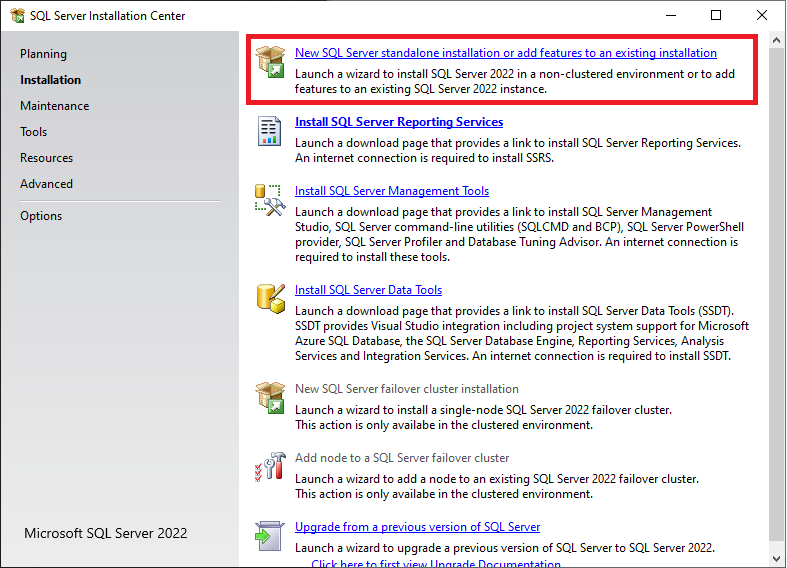 SQL Server Installation Center
Planning
Installation
Maintenance
Tools
Resources
Advanced
Options
Microsoft SQL Server 2022
New SQL Server standalone installation or add features to an existing installation
Launch a wizard to install SQL Server 2022 in a non-clustered environment or to add
features to an existing SQL Server 2022 instance.
Install SQL Server Reporting Services
Launch a download page that provides a link to install SQL Server Reporting Services.
An internet connection is required to install SSRS.
Install SQL Server Management Tools
Launch a download page that provides a link to install SQL Server Management
Studio, SQL Server command-line utilities (SQLCMD and BCP), SQL Server PowerShell
provider, SQL Server Profiler and Database Tuning Advisor. An internet connection is
required to install these tools.
Install SQL Server Data Tools
Launch a download page that provides a link to install SQL Server Data Tools (SSDT).
SSDT provides Visual Studio integration including project system support for Microsoft
Azure SQL Database, the SQL Server Database Engine, Reporting Services, Analysis
Services and Integration Services. An internet connection is required to install SSDT.
New SQL Server failover cluster installation
Launch a wizard to install a single-node SQL Server 2022 failover cluster.
This action is only availabe in the clustered environment.
Add node to a SQL Server failover cluster
Launch a wizard to add a node to an existing SQL Server 2022 failover cluster.
This action is only availabe in the clustered environment.
Upgrade from a previous version of SQL Server
Launch a wizard to upgrade a previous version of SQL Server to SQL Server 2022.
Click here to first view Upgrade Documentation